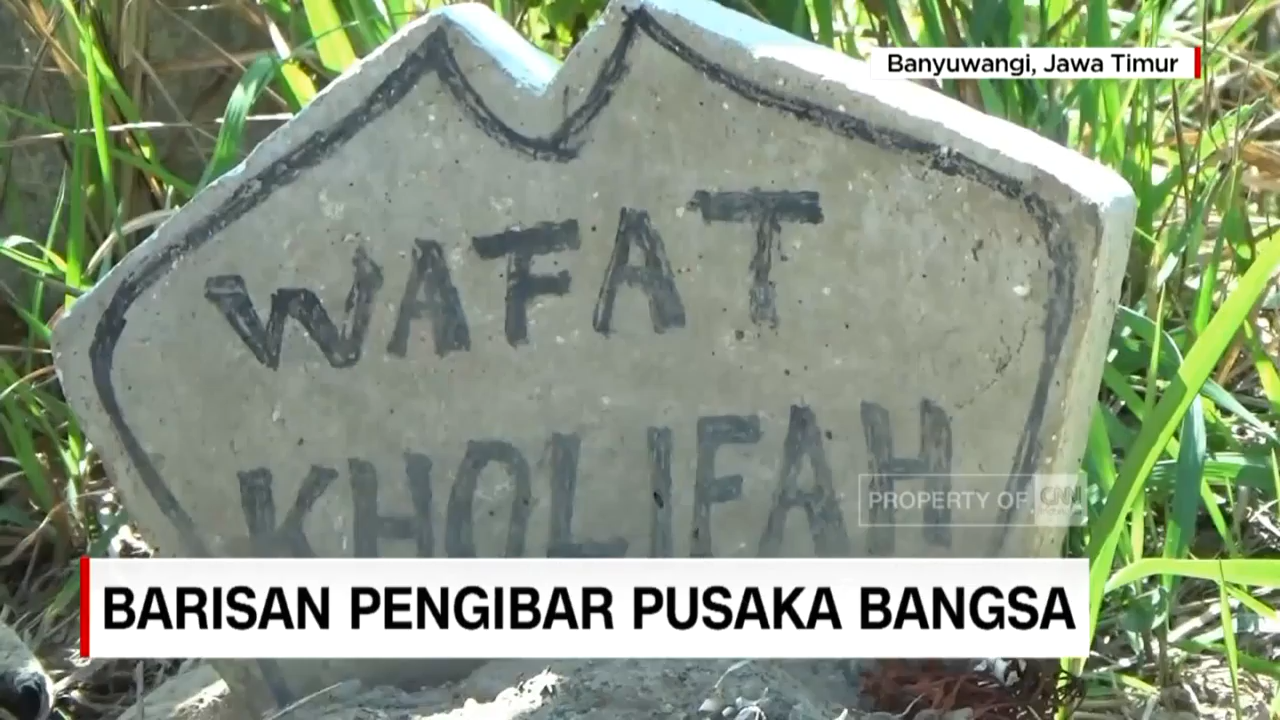 Banyuwangi, Jawa Timur
WAFAT
KHOLIFAH
PROPERTY OF CNN
BARISAN PENGIBAR PUSAKA BANGSA